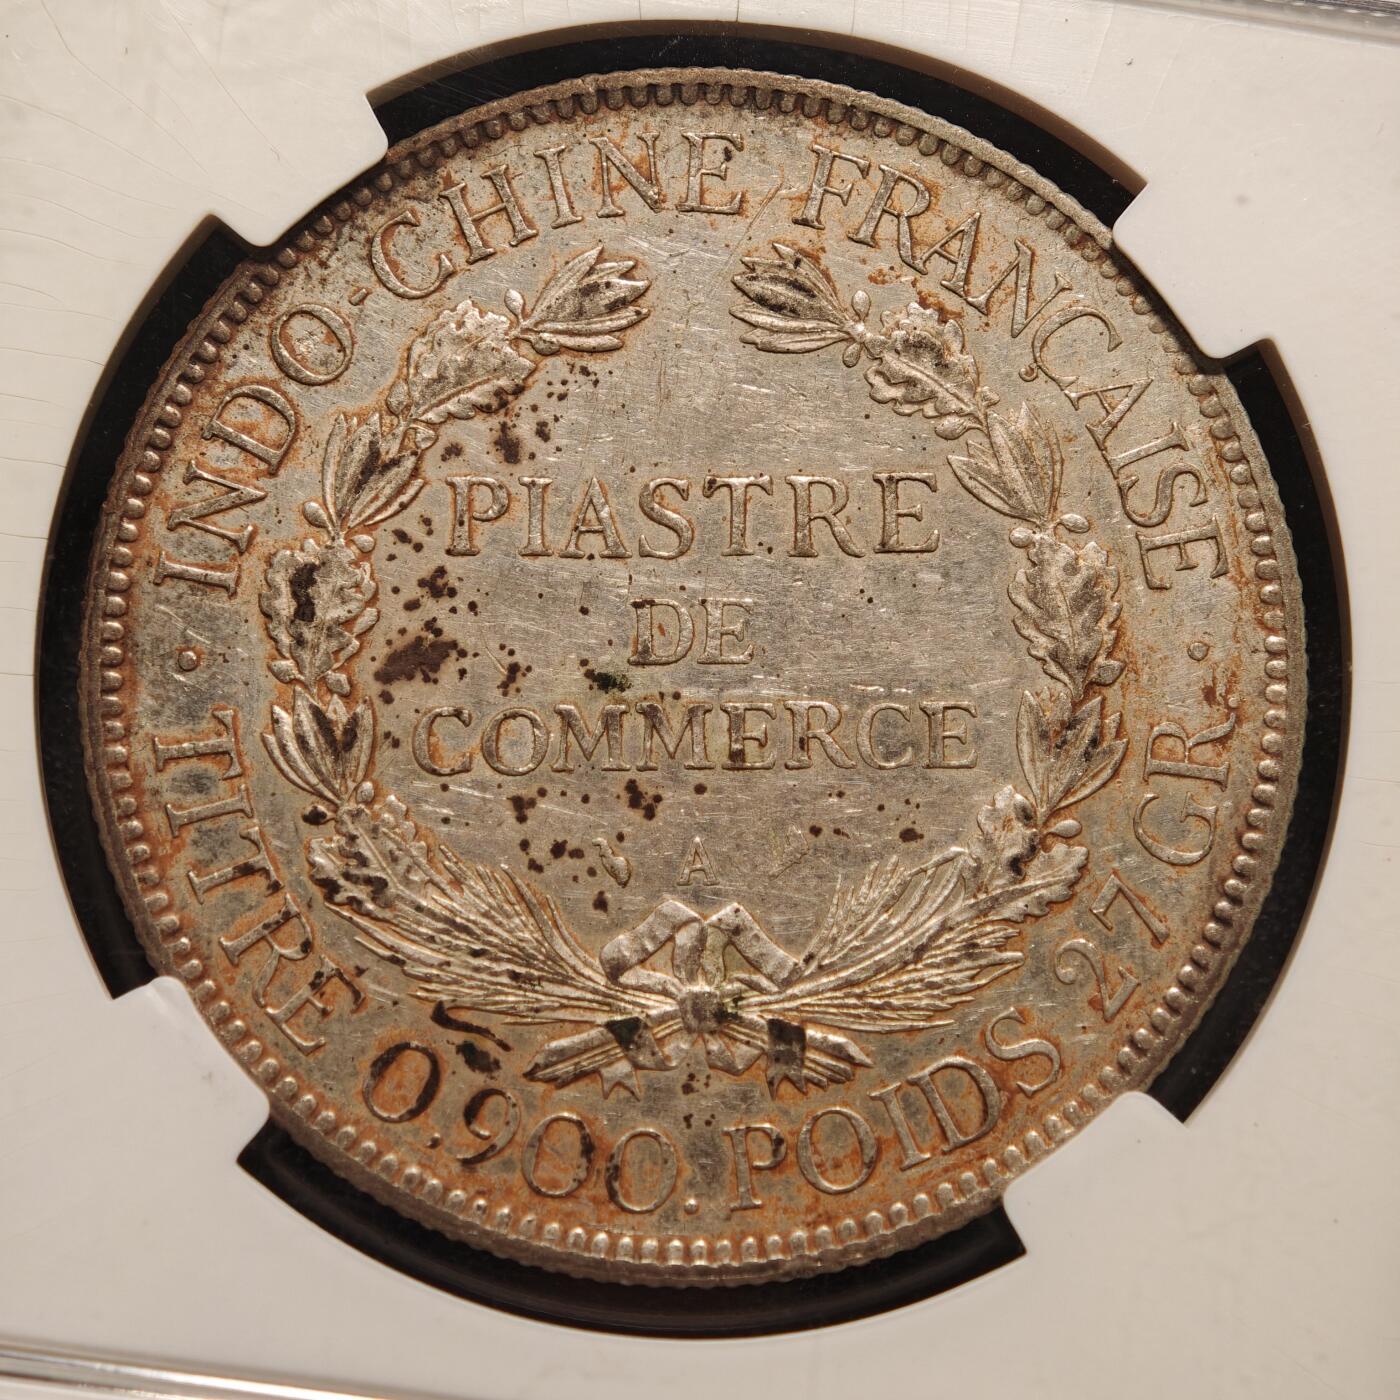 INDO-CHINE FRANÇAISE
PIASTRE
DE
COMMERCE
A
· TITRE 0,900. POIDS 27 GR. ·